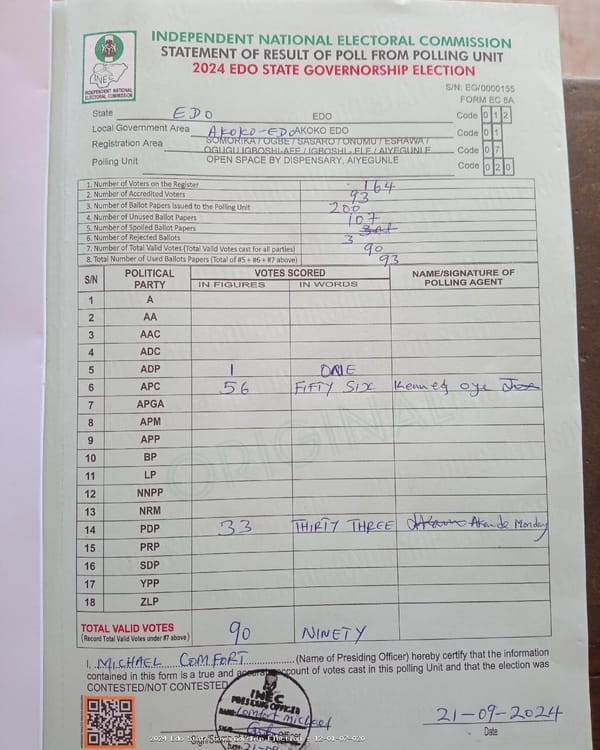 INDEPENDENT NATIONAL ELECTORAL COMMISSION
STATEMENT OF RESULT OF POLL FROM POLLING UNIT
2024 EDO STATE GOVERNORSHIP ELECTION
INEC
INDEPENDENT NATIONAL
ELECTORAL COMMISSION
S/N: EG/0000155
FORM EC 8A
State EDO EDO Code 0 1 2
Local Government Area AKOKO-EDO AKOKO EDO Code 0 1
Registration Area SOMORIKA / OGBE / SASARO / ONUMU / ESHAWA / OGUGU IGBOSHI-AFE / IGBOSHI-ELE / AIYEGUNLE Code 0 7
Polling Unit OPEN SPACE BY DISPENSARY, AIYEGUNLE Code 0 2 0
1. Number of Voters on the Register 164
2. Number of Accredited Voters 93
3. Number of Ballot Papers Issued to the Polling Unit 200
4. Number of Unused Ballot Papers 107
5. Number of Spoiled Ballot Papers
6. Number of Rejected Ballots 3
7. Number of Total Valid Votes (Total Valid Votes cast for all parties) 90
8. Total Number of Used Ballots Papers (Total of #5 + #6 + #7 above) 93
S/N POLITICAL PARTY VOTES SCORED NAME/SIGNATURE OF POLLING AGENT
IN FIGURES IN WORDS
1 A
2 AA
3 AAC
4 ADC
5 ADP 1 ONE
6 APC 56 FIFTY SIX Kennedy oye
7 APGA
8 APM
9 APP
10 BP
11 LP
12 NNPP
13 NRM
14 PDP 33 THIRTY THREE Akande Monday
15 PRP
16 SDP
17 YPP
18 ZLP
ORIGINAL
TOTAL VALID VOTES 90 NINETY
(Record Total Valid Votes under #7 above)
I, MICHAEL COMFORT (Name of Presiding Officer) hereby certify that the information
contained in this form is a true and accurate account of votes cast in this polling Unit and that the election was
CONTESTED/NOT CONTESTED
INEC
PRESIDING OFFICER
NAME: Comfort micheal
21-09-2024
Date
2024 Edo State Governorship Election - 12-01-07-020